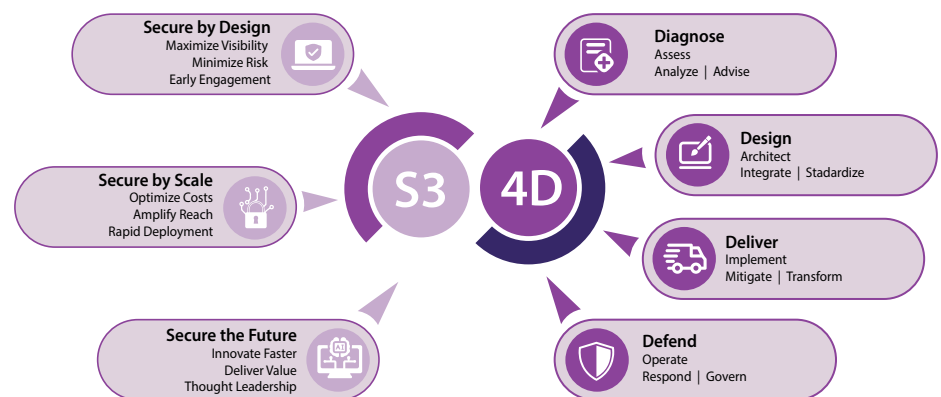 Secure by Design
Maximize Visibility
Minimize Risk
Early Engagement
Secure by Scale
Optimize Costs
Amplify Reach
Rapid Deployment
Secure the Future
Innovate Faster
Deliver Value
Thought Leadership
AI
S3
4D
Diagnose
Assess
Analyze | Advise
Design
Architect
Integrate | Stadardize
Deliver
Implement
Mitigate | Transform
Defend
Operate
Respond | Govern